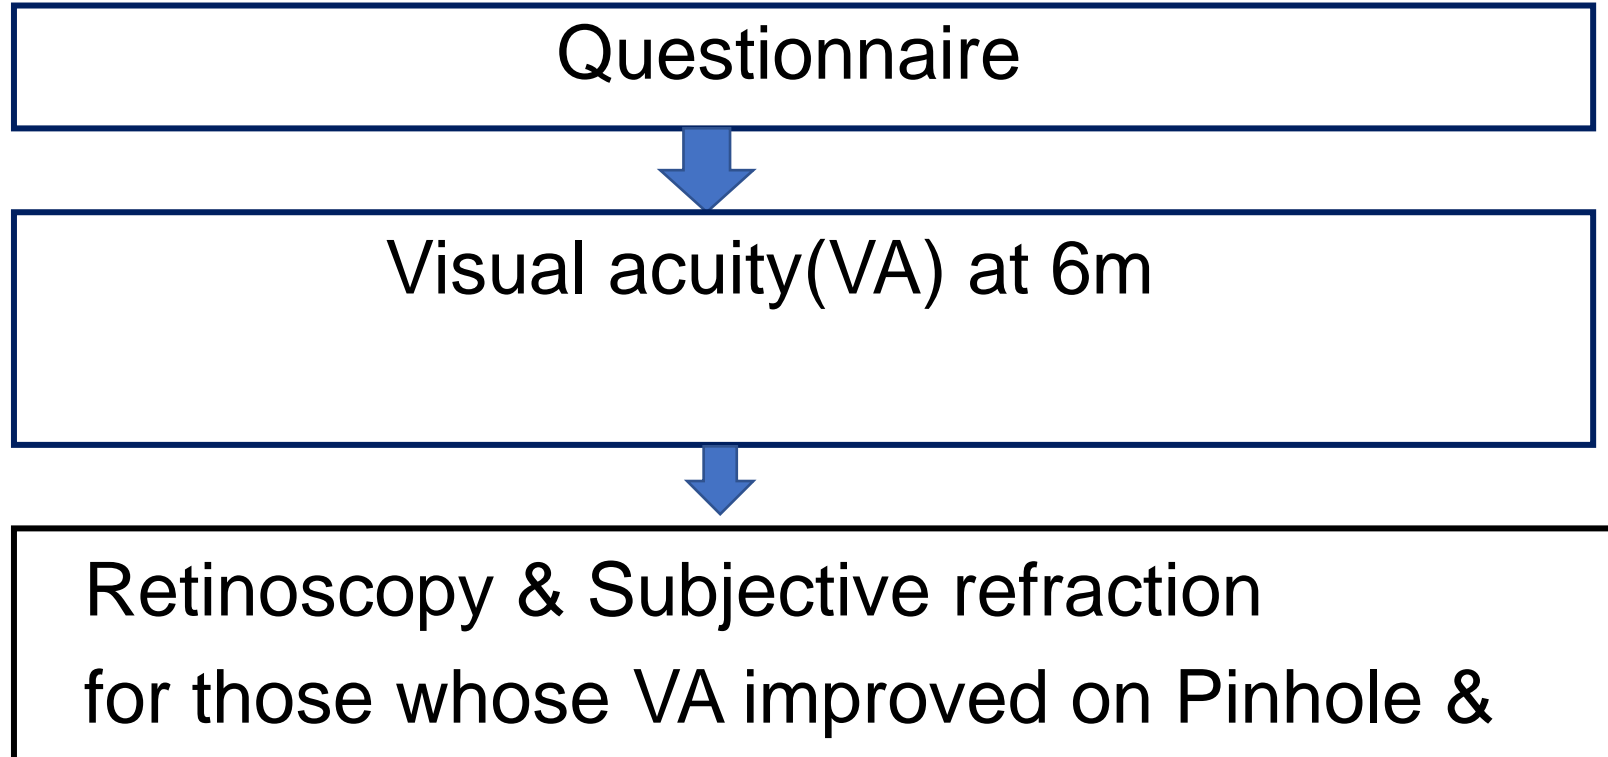 Questionnaire
Visual acuity(VA) at 6m
Retinoscopy & Subjective refraction
for those whose VA improved on Pinhole &